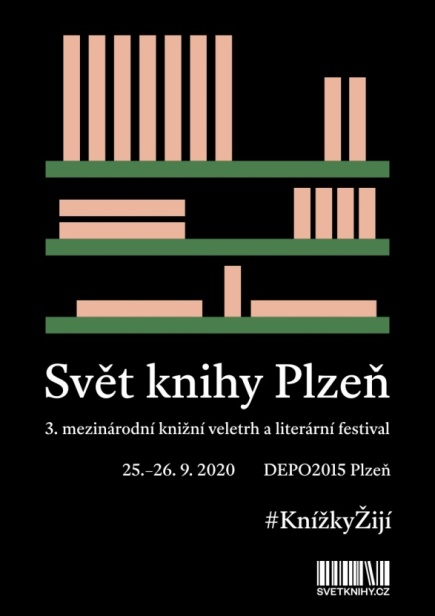 Svět knihy Plzeň
3. mezinárodní knižní veletrh a literární festival
25.–26. 9. 2020 DEPO2015 Plzeň
#KnížkyŽijí
SVETKNIHY.CZ